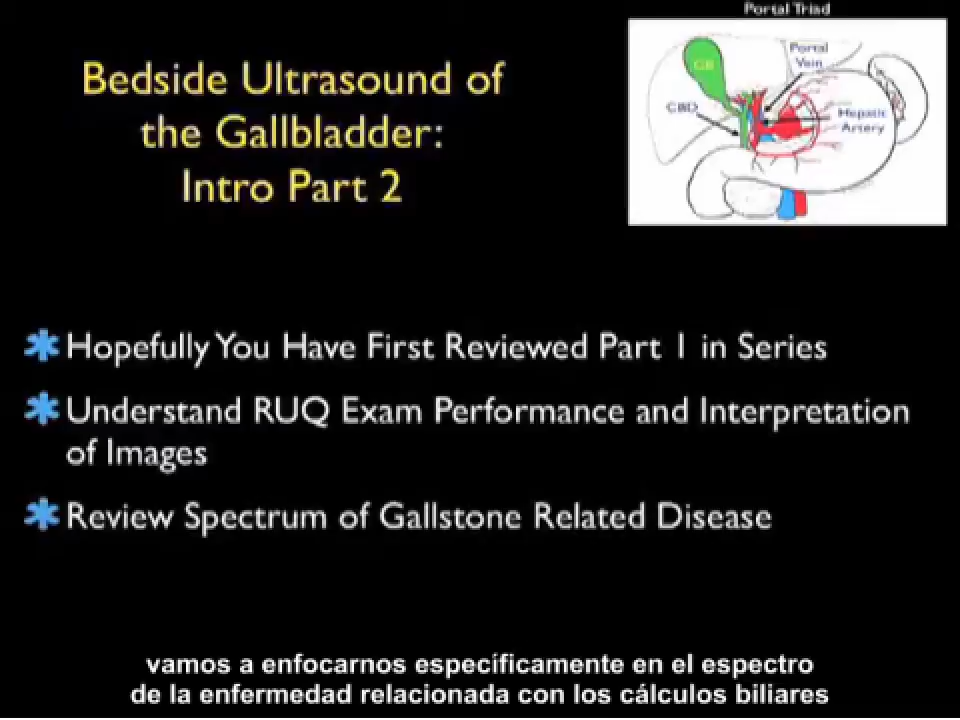 Portal Triad
Bedside Ultrasound of
the Gallbladder:
Intro Part 2
GB
Portal
Vein
CBD
Hepatic
Artery
Hopefully You Have First Reviewed Part 1 in Series
Understand RUQ Exam Performance and Interpretation
of Images
Review Spectrum of Gallstone Related Disease
vamos a enfocarnos específicamente en el espectro
de la enfermedad relacionada con los cálculos biliares